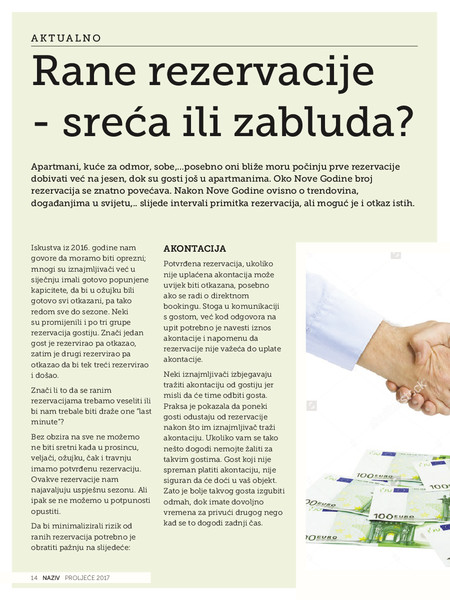 AKTUALNO
Rane rezervacije
- sreća ili zabluda?
Apartmani, kuće za odmor, sobe,...posebno oni bliže moru počinju prve rezervacije
dobivati već na jesen, dok su gosti još u apartmanima. Oko Nove Godine broj
rezervacija se znatno povećava. Nakon Nove Godine ovisno o trendovina,
događanjima u svijetu,.. slijede intervali primitka rezervacija, ali moguć je i otkaz istih.
Iskustva iz 2016. godine nam
govore da moramo biti oprezni;
mnogi su iznajmljivači već u
siječnju imali gotovo popunjene
kapicitete, da bi u ožujku bili
gotovo svi otkazani, pa tako
redom sve do sezone. Neki
su promijenili i po tri grupe
rezervacija gostiju. Znači jedan
gost je rezervirao pa otkazao,
zatim je drugi rezervirao pa
otkazao da bi tek treći rezervirao
i došao.
Znači li to da se ranim
rezervacijama trebamo veseliti ili
bi nam trebale biti draže one "last
minute"?
Bez obzira na sve ne možemo
ne biti sretni kada u prosincu,
veljači, ožujku, čak i travnju
imamo potvrđenu rezervaciju.
Ovakve rezervacije nam
najavaljuju uspješnu sezonu. Ali
ipak se ne možemo u potpunosti
opustiti.
Da bi minimalizirali rizik od
ranih rezervacija potrebno je
obratiti pažnju na slijedeće:
AKONTACIJA
Potvrđena rezervacija, ukoliko
nije uplaćena akontacija može
uvijek biti otkazana, posebno
ako se radi o direktnom
bookingu. Stoga u komunikaciji
s gostom, već kod odgovora na
upit potrebno je navesti iznos
akontacije i napomenu da
rezervacije nije važeća do uplate
akontacije.
Neki iznajmljivači izbjegavaju
tražiti akontaciju od gostiju jer
misli da će time odbiti gosta.
Praksa je pokazala da poneki
gosti odustaju od rezervacije
nakon što im iznajmljivač traži
akontaciju. Ukoliko vam se tako
nešto dogodi nemojte žaliti za
takvim gostima. Gost koji nije
spreman platiti akontaciju, nije
siguran da će doći u vaš objekt.
Zato je bolje takvog gosta izgubiti
odmah, dok imate dovoljno
vremena za privući drugog nego
kad se to dogodi zadnji čas.
100 EURO
100 EURO
100 EURO
14 NAZIV PROLJEĆE 2017